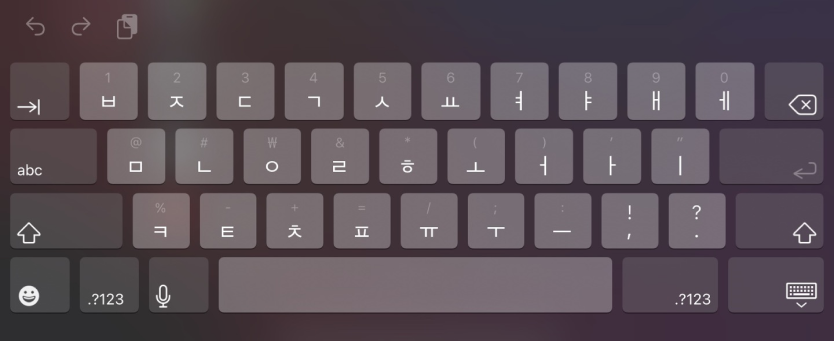 1 2 3 4 5 6 7 8 9 0
ㅂ ㅈ ㄷ ㄱ ㅅ ㅛ ㅕ ㅑ ㅐ ㅔ
@ # ₩ & * ( ) ' "
abc ㅁ ㄴ ㅇ ㄹ ㅎ ㅗ ㅓ ㅏ ㅣ
% - + = / ; : ! ?
ㅋ ㅌ ㅊ ㅍ ㅠ ㅜ ㅡ , .
.?123 .?123